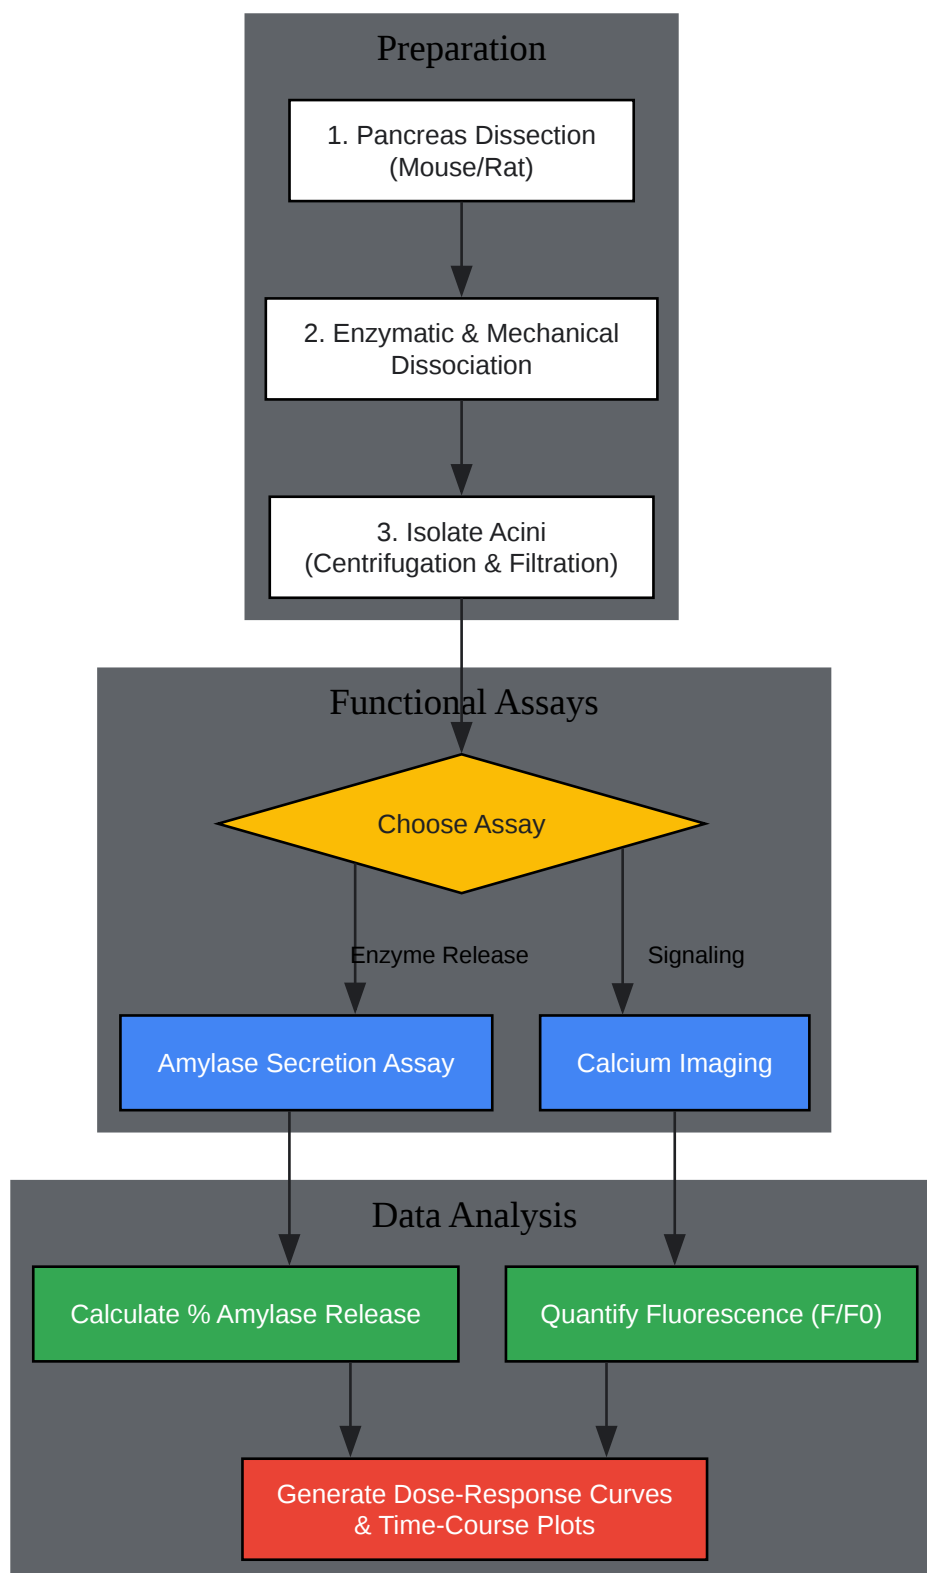 Preparation
1. Pancreas Dissection
(Mouse/Rat)
2. Enzymatic & Mechanical
Dissociation
3. Isolate Acini
(Centrifugation & Filtration)
Functional Assays
Choose Assay
Enzyme Release
Signaling
Amylase Secretion Assay
Calcium Imaging
Data Analysis
Calculate % Amylase Release
Quantify Fluorescence (F/F0)
Generate Dose-Response Curves
& Time-Course Plots